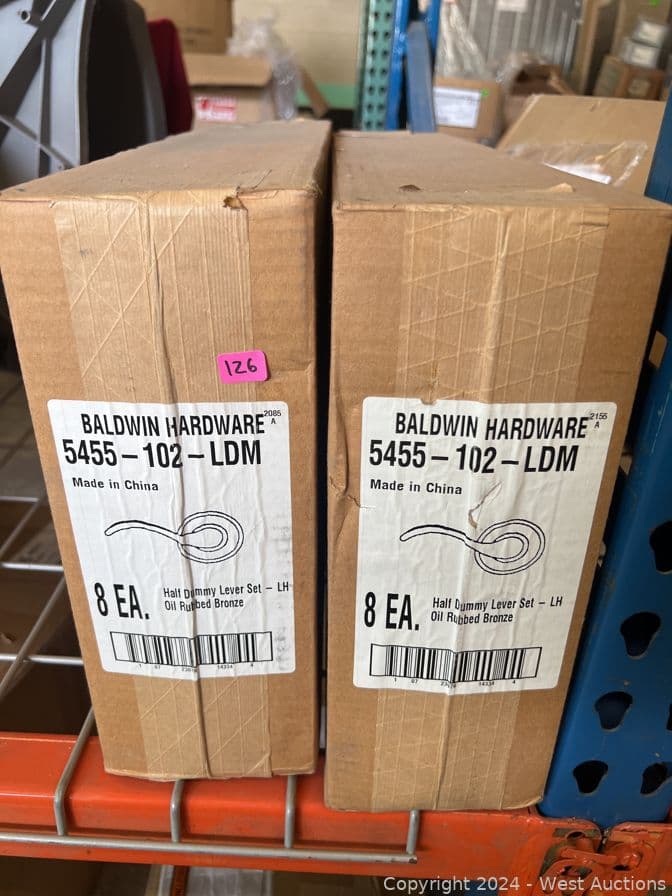 126
BALDWIN HARDWARE
2085
A
5455-102-LDM
Made in China
8 EA.
Half Dummy Lever Set - LH
Oil Rubbed Bronze
BALDWIN HARDWARE
2155
A
5455-102-LDM
Made in China
8 EA.
Half Dummy Lever Set - LH
Oil Rubbed Bronze
Copyright 2024 - West Auctions